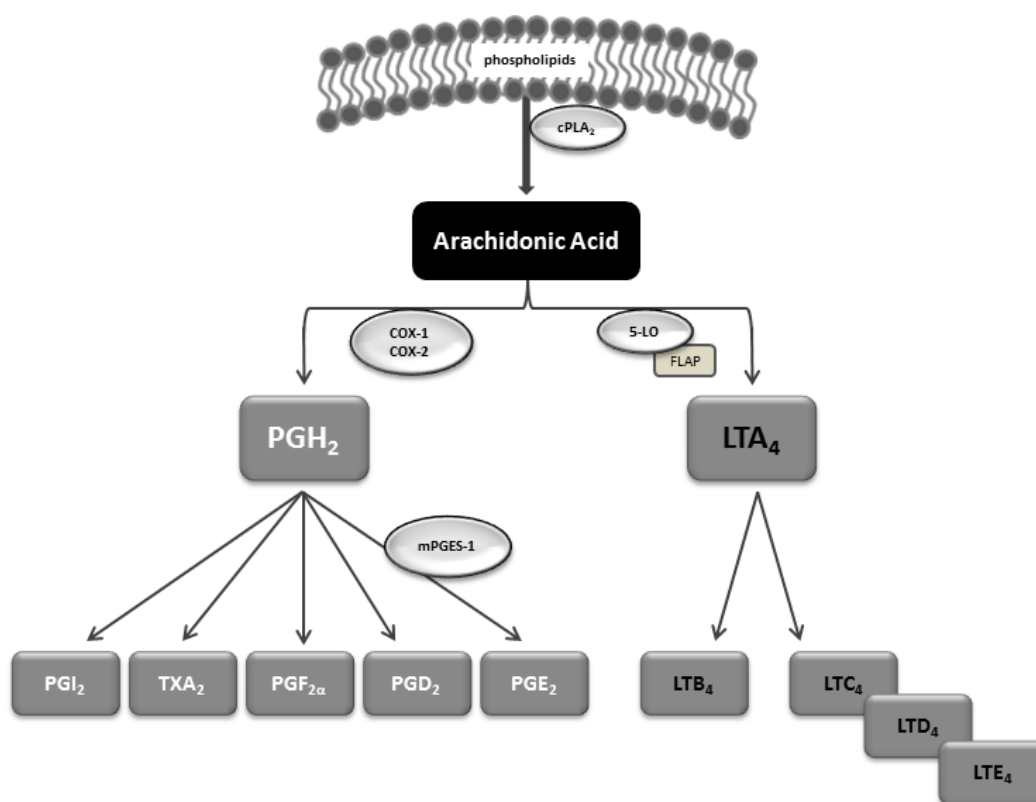 phospholipids
cPLA₂
Arachidonic Acid
COX-1
COX-2
5-LO
FLAP
PGH₂
LTA₄
mPGES-1
PGI₂
TXA₂
PGF₂α
PGD₂
PGE₂
LTB₄
LTC₄
LTD₄
LTE₄